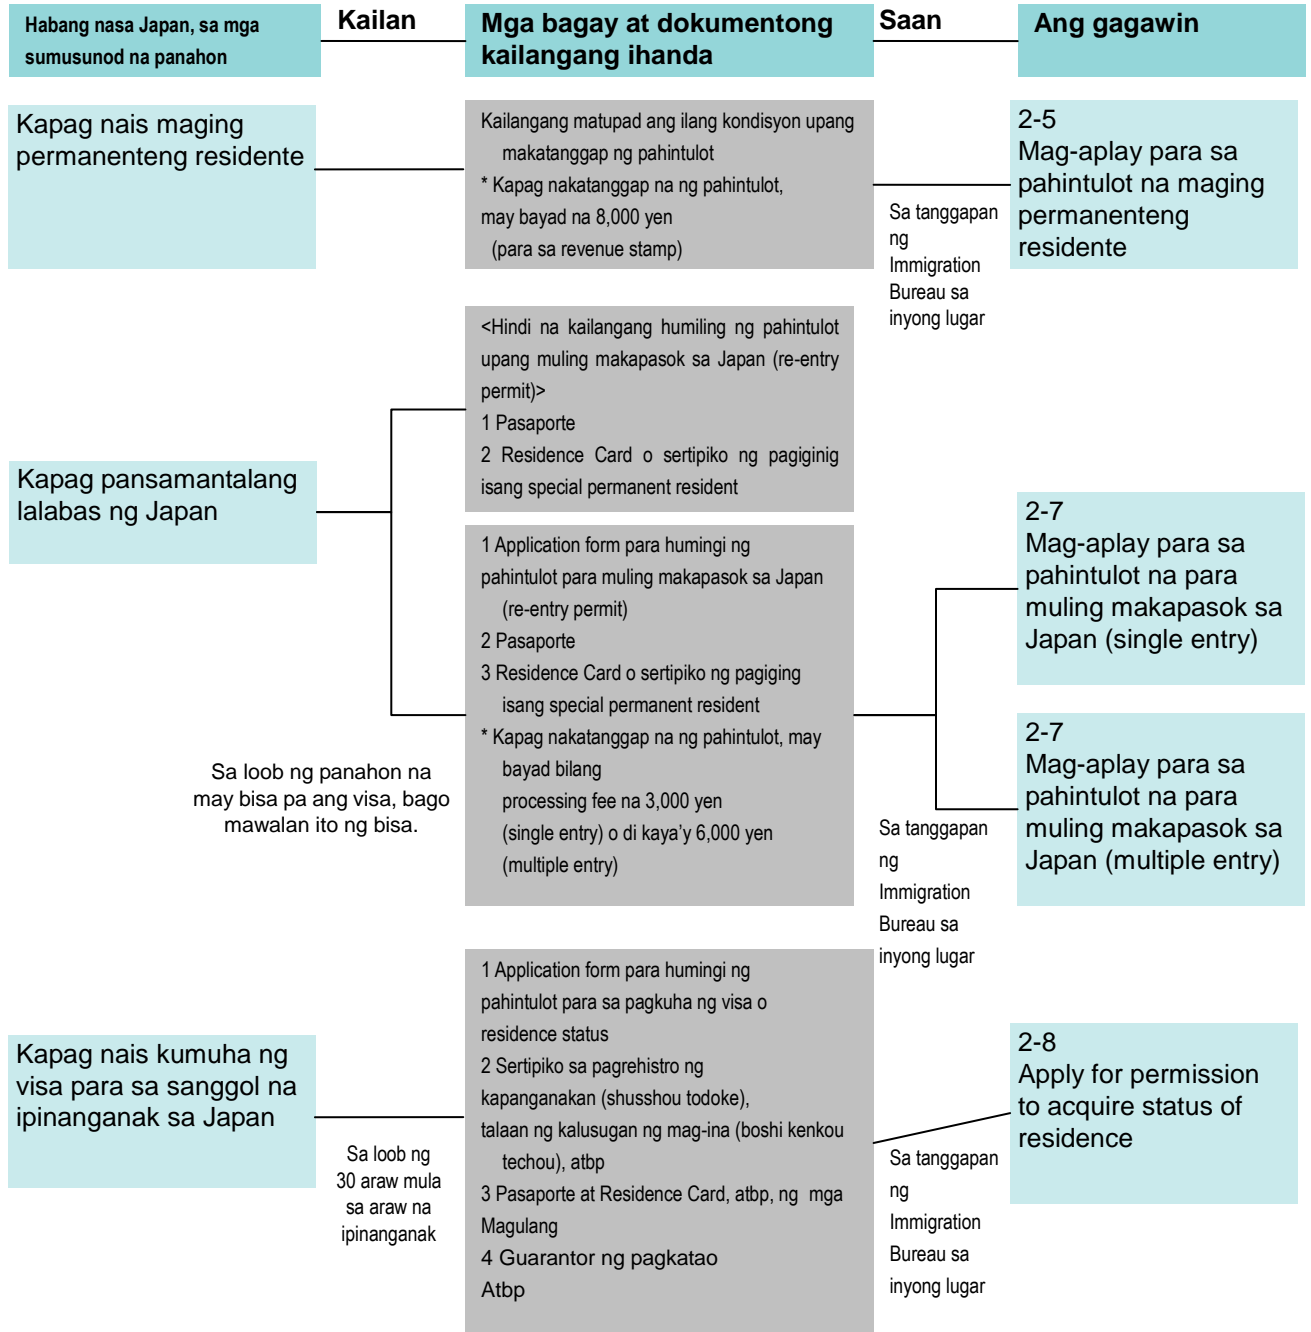 Habang nasa Japan, sa mga
sumusunod na panahon
Kailan
Mga bagay at dokumentong
kailangang ihanda
Saan
Ang gagawin
Kapag nais maging
permanenteng residente
Kailangang matupad ang ilang kondisyon upang
makatanggap ng pahintulot
* Kapag nakatanggap na ng pahintulot,
may bayad na 8,000 yen
(para sa revenue stamp)
Sa tanggapan
ng
Immigration
Bureau sa
inyong lugar
2-5
Mag-aplay para sa
pahintulot na maging
permanenteng
residente
Kapag pansamantalang
lalabas ng Japan
<Hindi na kailangang humiling ng pahintulot
upang muling makapasok sa Japan (re-entry
permit)>
1 Pasaporte
2 Residence Card o sertipiko ng pagiginig
isang special permanent resident
Sa loob ng panahon na
may bisa pa ang visa, bago
mawalan ito ng bisa.
1 Application form para humingi ng
pahintulot para muling makapasok sa Japan
(re-entry permit)
2 Pasaporte
3 Residence Card o sertipiko ng pagiging
isang special permanent resident
* Kapag nakatanggap na ng pahintulot, may
bayad bilang
processing fee na 3,000 yen
(single entry) o di kaya’y 6,000 yen
(multiple entry)
Sa tanggapan
ng
Immigration
Bureau sa
inyong lugar
2-7
Mag-aplay para sa
pahintulot na para
muling makapasok sa
Japan (single entry)
2-7
Mag-aplay para sa
pahintulot na para
muling makapasok sa
Japan (multiple entry)
Kapag nais kumuha ng
visa para sa sanggol na
ipinanganak sa Japan
Sa loob ng
30 araw mula
sa araw na
ipinanganak
1 Application form para humingi ng
pahintulot para sa pagkuha ng visa o
residence status
2 Sertipiko sa pagrehistro ng
kapanganakan (shusshou todoke),
talaan ng kalusugan ng mag-ina (boshi kenkou
techou), atbp
3 Pasaporte at Residence Card, atbp, ng mga
Magulang
4 Guarantor ng pagkatao
Atbp
Sa tanggapan
ng
Immigration
Bureau sa
inyong lugar
2-8
Apply for permission
to acquire status of
residence